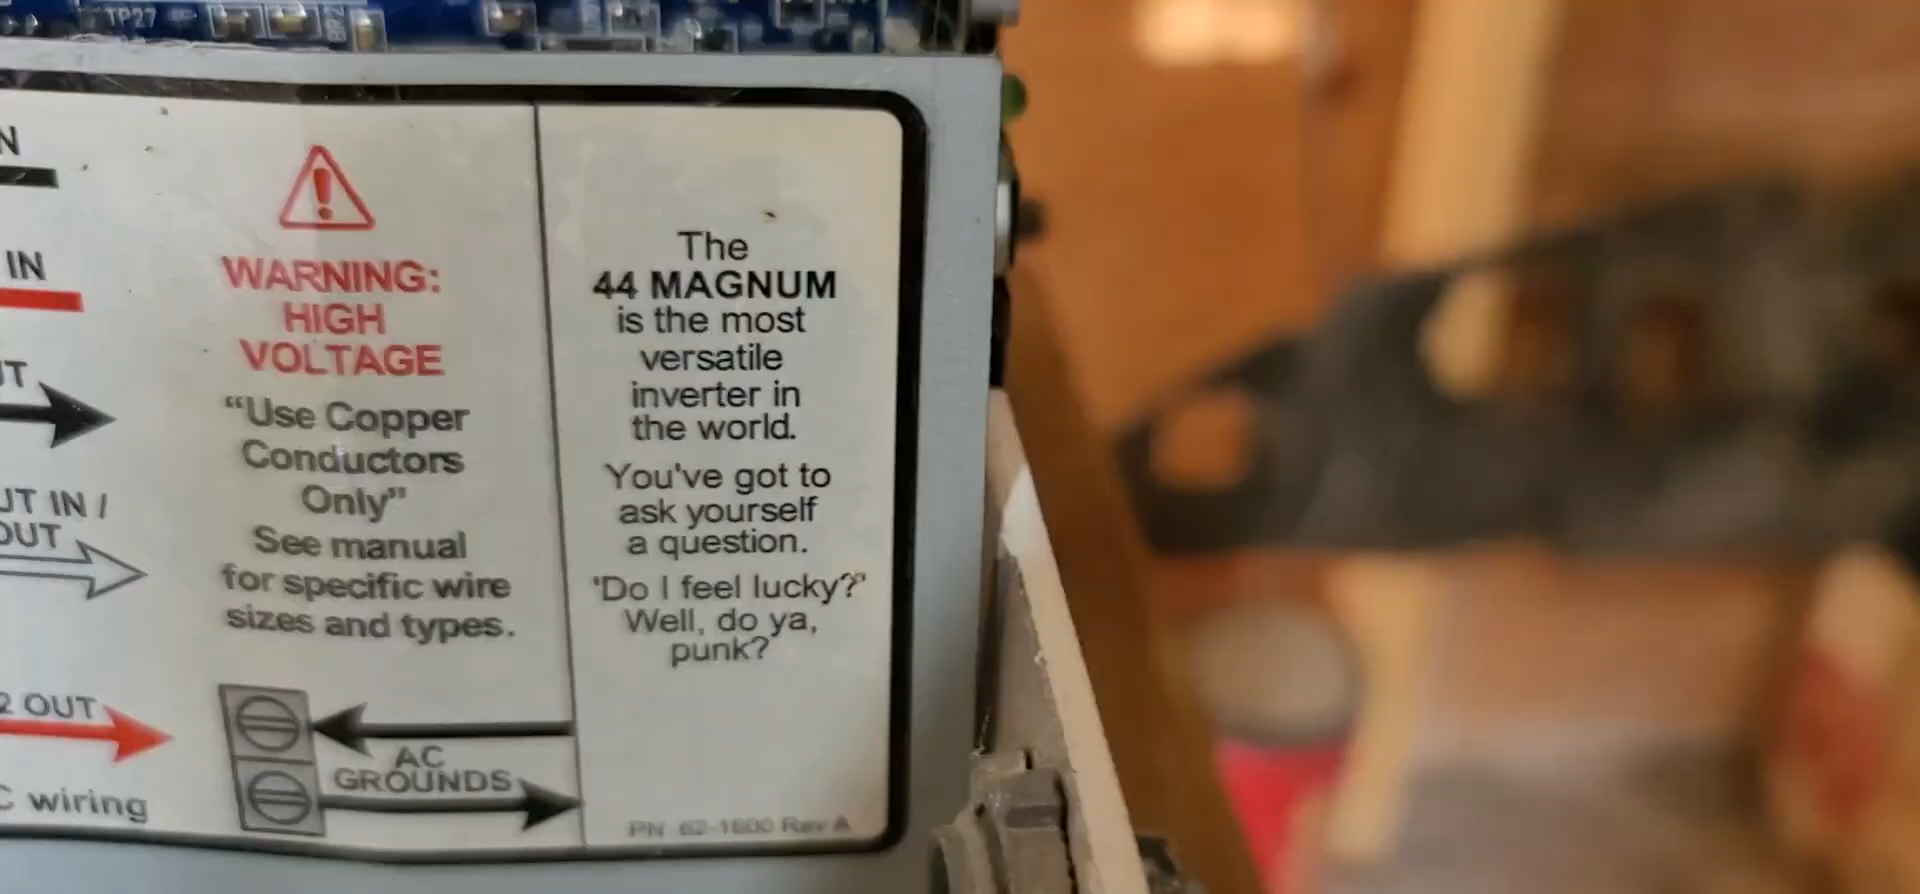 TP27
N
IN
UT
UT IN /
OUT
2 OUT
C wiring
WARNING:
HIGH
VOLTAGE
“Use Copper
Conductors
Only”
See manual
for specific wire
sizes and types.
AC
GROUNDS
The
44 MAGNUM
is the most
versatile
inverter in
the world.
You've got to
ask yourself
a question.
'Do I feel lucky?'
Well, do ya,
punk?
PN 62-1600 Rev A